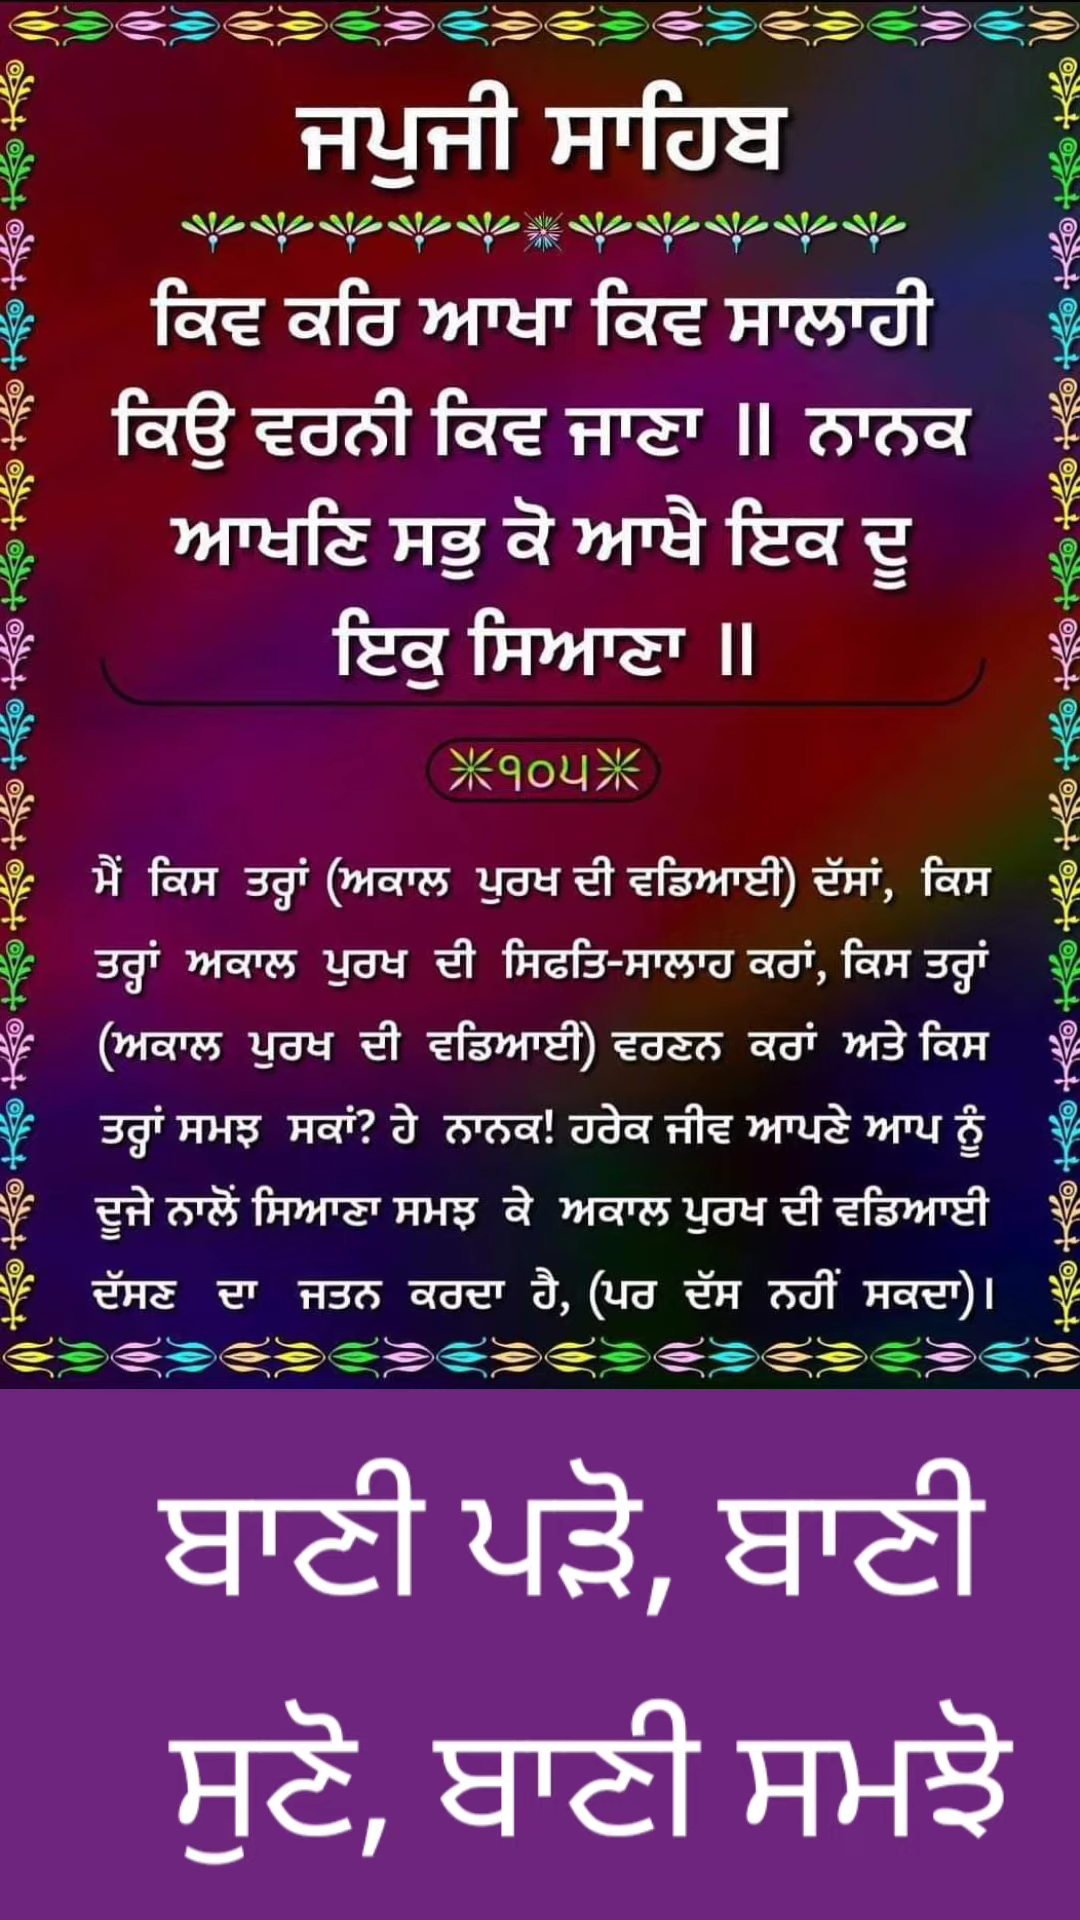 ਜਪੁਜੀ ਸਾਹਿਬ
ਕਿਵ ਕਰਿ ਆਖਾ ਕਿਵ ਸਾਲਾਹੀ
ਕਿਉ ਵਰਨੀ ਕਿਵ ਜਾਣਾ ॥ ਨਾਨਕ
ਆਖਣਿ ਸਭੁ ਕੋ ਆਖੈ ਇਕ ਦੂ
ਇਕੁ ਸਿਆਣਾ ॥
੧੦੫
ਮੈਂ ਕਿਸ ਤਰ੍ਹਾਂ (ਅਕਾਲ ਪੁਰਖ ਦੀ ਵਡਿਆਈ) ਦੱਸਾਂ, ਕਿਸ
ਤਰ੍ਹਾਂ ਅਕਾਲ ਪੁਰਖ ਦੀ ਸਿਫਤਿ-ਸਾਲਾਹ ਕਰਾਂ, ਕਿਸ ਤਰ੍ਹਾਂ
(ਅਕਾਲ ਪੁਰਖ ਦੀ ਵਡਿਆਈ) ਵਰਣਨ ਕਰਾਂ ਅਤੇ ਕਿਸ
ਤਰ੍ਹਾਂ ਸਮਝ ਸਕਾਂ? ਹੇ ਨਾਨਕ! ਹਰੇਕ ਜੀਵ ਆਪਣੇ ਆਪ ਨੂੰ
ਦੂਜੇ ਨਾਲੋਂ ਸਿਆਣਾ ਸਮਝ ਕੇ ਅਕਾਲ ਪੁਰਖ ਦੀ ਵਡਿਆਈ
ਦੱਸਣ ਦਾ ਜਤਨ ਕਰਦਾ ਹੈ, (ਪਰ ਦੱਸ ਨਹੀਂ ਸਕਦਾ)।
ਬਾਣੀ ਪੜੋ, ਬਾਣੀ
ਸੁਣੋ, ਬਾਣੀ ਸਮਝੋ